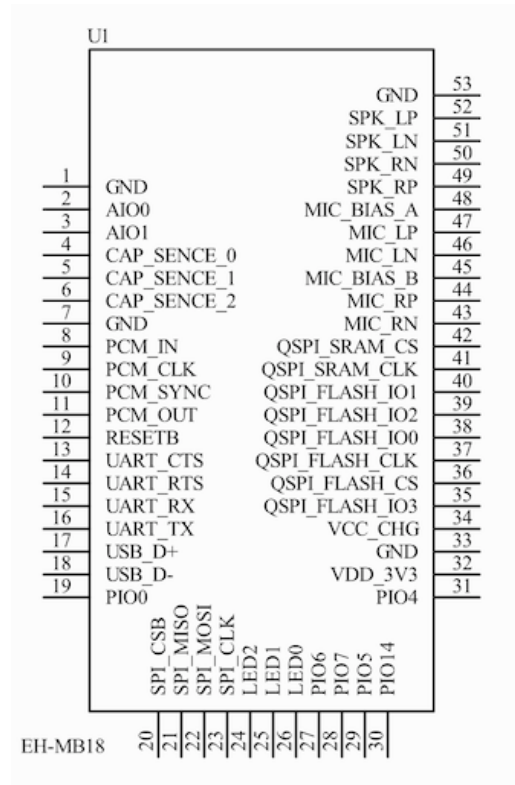 U1
1 GND
2 AIO0
3 AIO1
4 CAP_SENCE_0
5 CAP_SENCE_1
6 CAP_SENCE_2
7 GND
8 PCM_IN
9 PCM_CLK
10 PCM_SYNC
11 PCM_OUT
12 RESETB
13 UART_CTS
14 UART_RTS
15 UART_RX
16 UART_TX
17 USB_D+
18 USB_D-
19 PIO0
GND 53
SPK_LP 52
SPK_LN 51
SPK_RN 50
SPK_RP 49
MIC_BIAS_A 48
MIC_LP 47
MIC_LN 46
MIC_BIAS_B 45
MIC_RP 44
MIC_RN 43
QSPI_SRAM_CS 42
QSPI_SRAM_CLK 41
QSPI_FLASH_IO1 40
QSPI_FLASH_IO2 39
QSPI_FLASH_IO0 38
QSPI_FLASH_CLK 37
QSPI_FLASH_CS 36
QSPI_FLASH_IO3 35
VCC_CHG 34
GND 33
VDD_3V3 32
PIO4 31
SPI_CSB 20
SPI_MISO 21
SPI_MOSI 22
SPI_CLK 23
LED2 24
LED1 25
LED0 26
PIO6 27
PIO7 28
PIO5 29
PIO14 30
EH-MB18